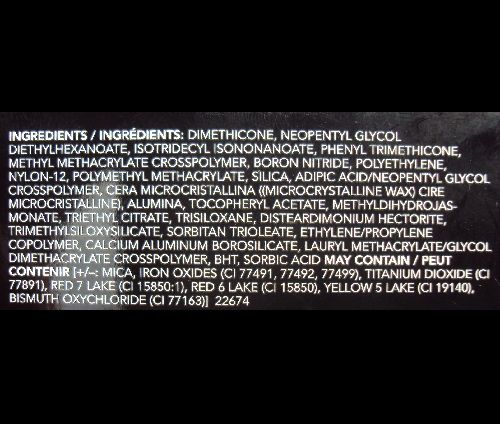 INGREDIENTS / INGRÉDIENTS: DIMETHICONE, NEOPENTYL GLYCOL
DIETHYLHEXANOATE, ISOTRIDECYL ISONONANOATE, PHENYL TRIMETHICONE,
METHYL METHACRYLATE CROSSPOLYMER, BORON NITRIDE, POLYETHYLENE,
NYLON-12, POLYMETHYL METHACRYLATE, SILICA, ADIPIC ACID/NEOPENTYL GLYCOL
CROSSPOLYMER, CERA MICROCRISTALLINA ((MICROCRYSTALLINE WAX) CIRE
MICROCRISTALLINE), ALUMINA, TOCOPHERYL ACETATE, METHYLDIHYDROJAS-
MONATE, TRIETHYL CITRATE, TRISILOXANE, DISTEARDIMONIUM HECTORITE,
TRIMETHYLSILOXYSILICATE, SORBITAN TRIOLEATE, ETHYLENE/PROPYLENE
COPOLYMER, CALCIUM ALUMINUM BOROSILICATE, LAURYL METHACRYLATE/GLYCOL
DIMETHACRYLATE CROSSPOLYMER, BHT, SORBIC ACID MAY CONTAIN / PEUT
CONTENIR [+/-: MICA, IRON OXIDES (CI 77491, 77492, 77499), TITANIUM DIOXIDE (CI
77891), RED 7 LAKE (CI 15850:1), RED 6 LAKE (CI 15850), YELLOW 5 LAKE (CI 19140),
BISMUTH OXYCHLORIDE (CI 77163)] 22674